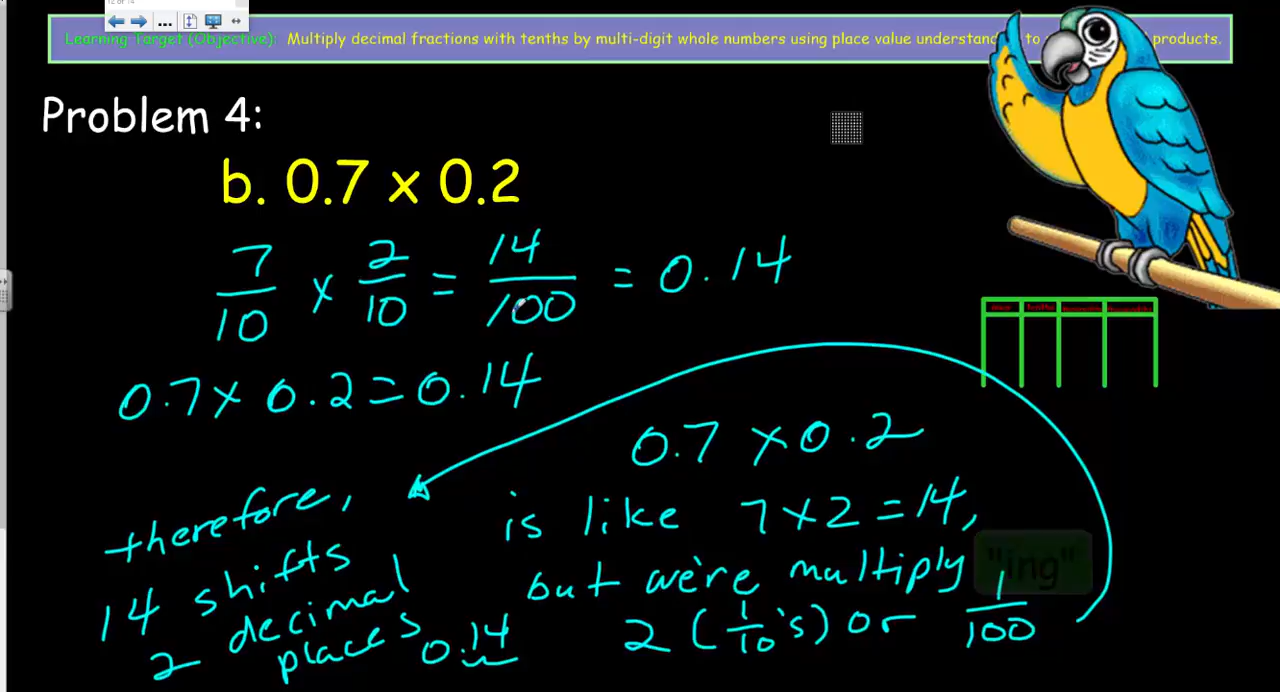 Learning Target (Objective): Multiply decimal fractions with tenths by multi-digit whole numbers using place value to products.
Problem 4:
b. 0.7 x 0.2
7/10 x 2/10 = 14/100 = 0.14
0.7 x 0.2 = 0.14
0.7 x 0.2
is like 7 x 2 = 14,
but we're multiply "ing"
2 (1/10's) or 1/100
therefore,
14 shifts
2 decimal
places 0.14